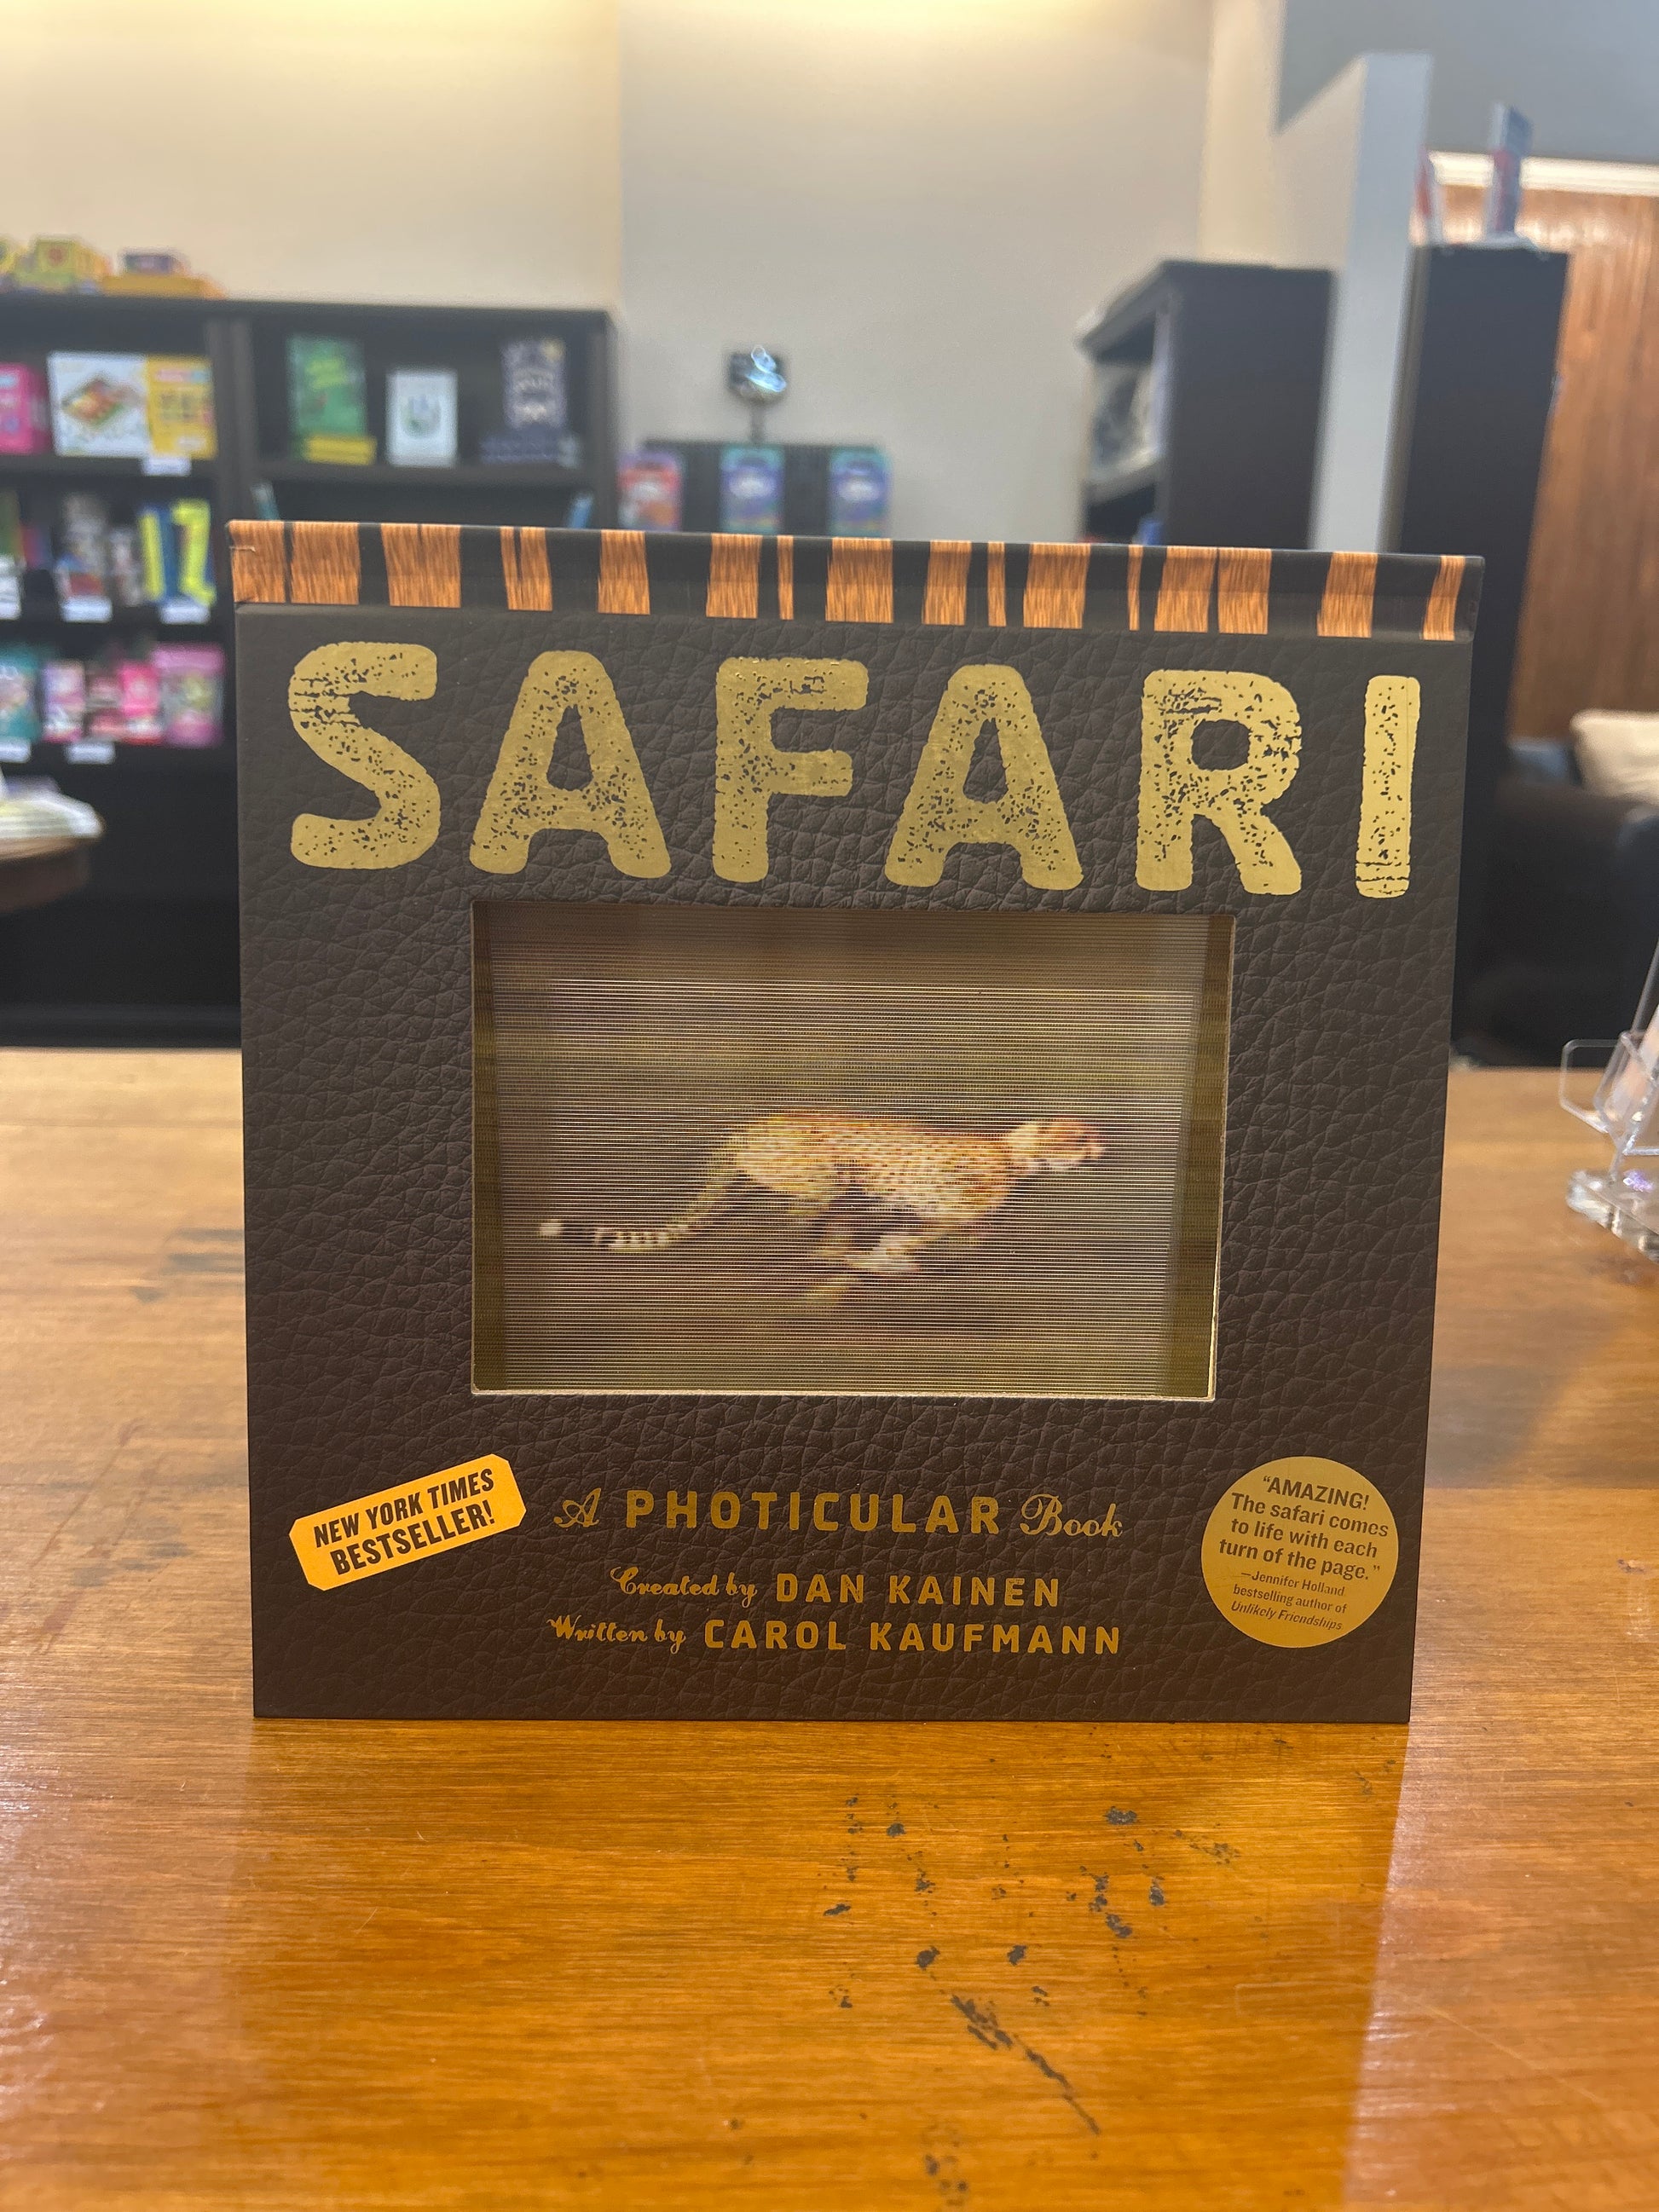 SAFARI
NEW YORK TIMES
BESTSELLER!
A PHOTICULAR Book
Created by DAN KAINEN
Written by CAROL KAUFMANN
“AMAZING!
The safari comes
to life with each
turn of the page.”
—Jennifer Holland
bestselling author of
Unlikely Friendships